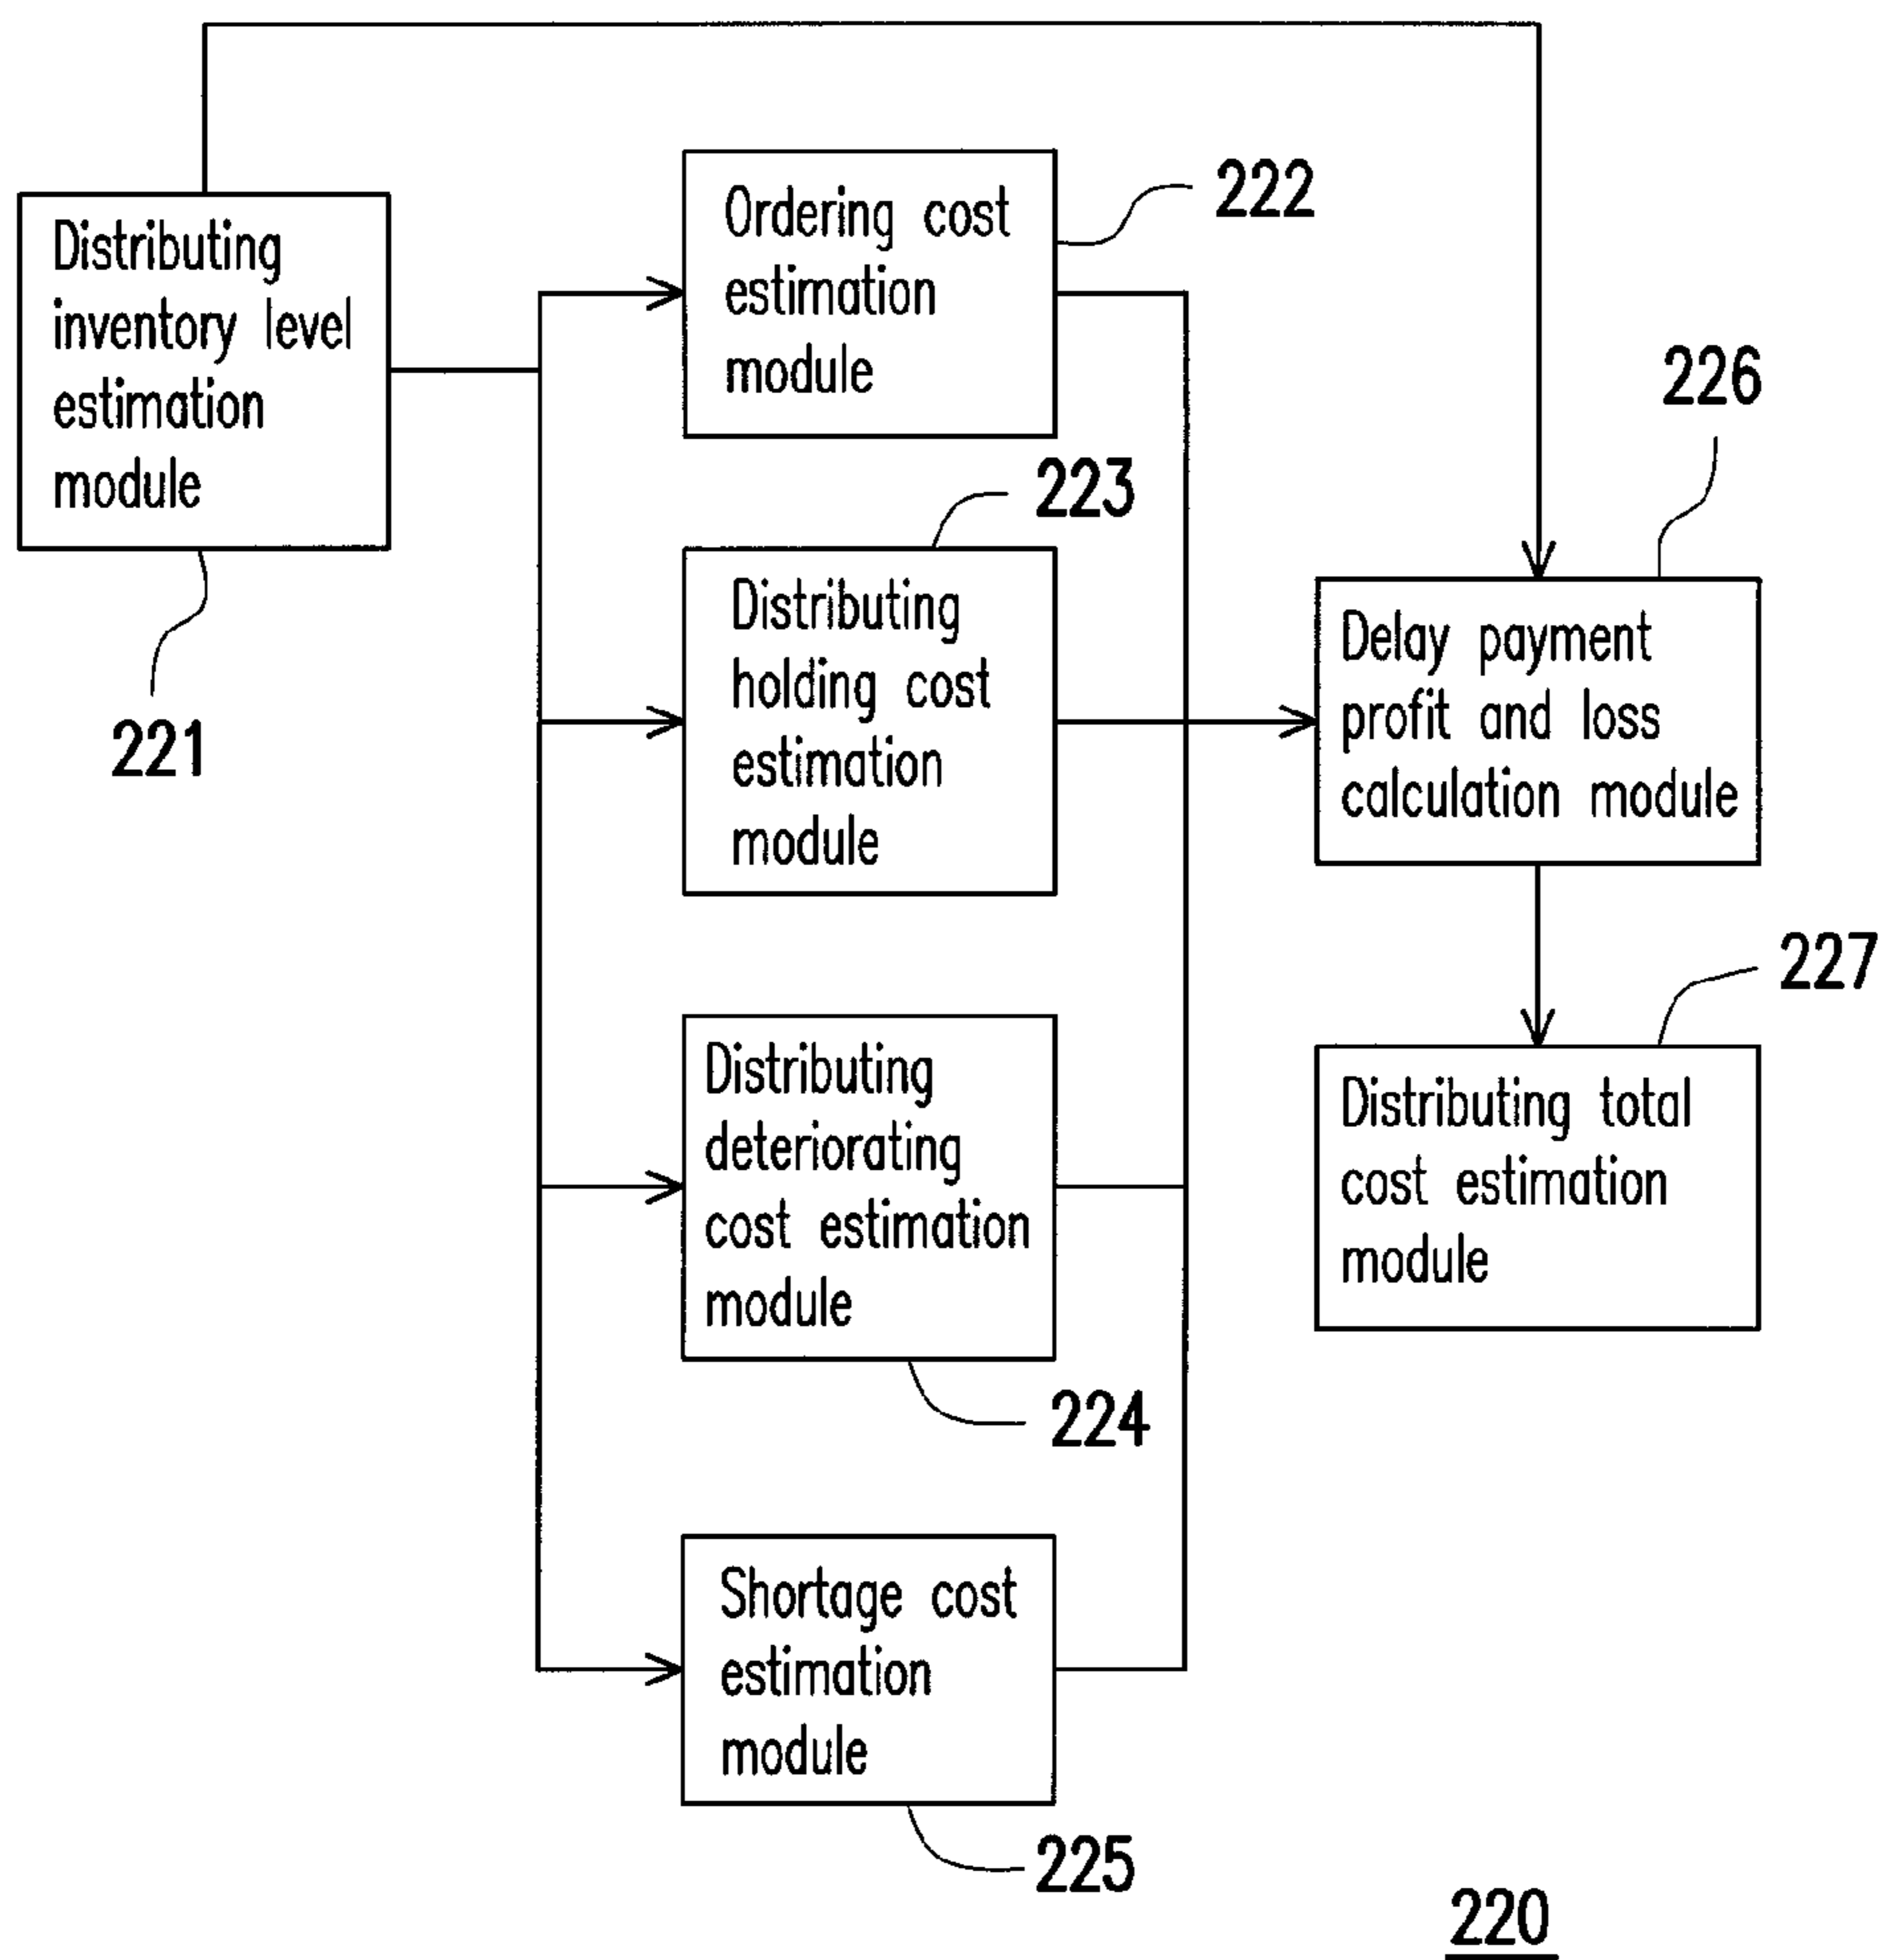 Distributing
inventory level
estimation
module
221
Ordering cost
estimation
module
222
223
Distributing
holding cost
estimation
module
Distributing
deteriorating
cost estimation
module
224
Shortage cost
estimation
module
225
226
Delay payment
profit and loss
calculation module
227
Distributing total
cost estimation
module
220